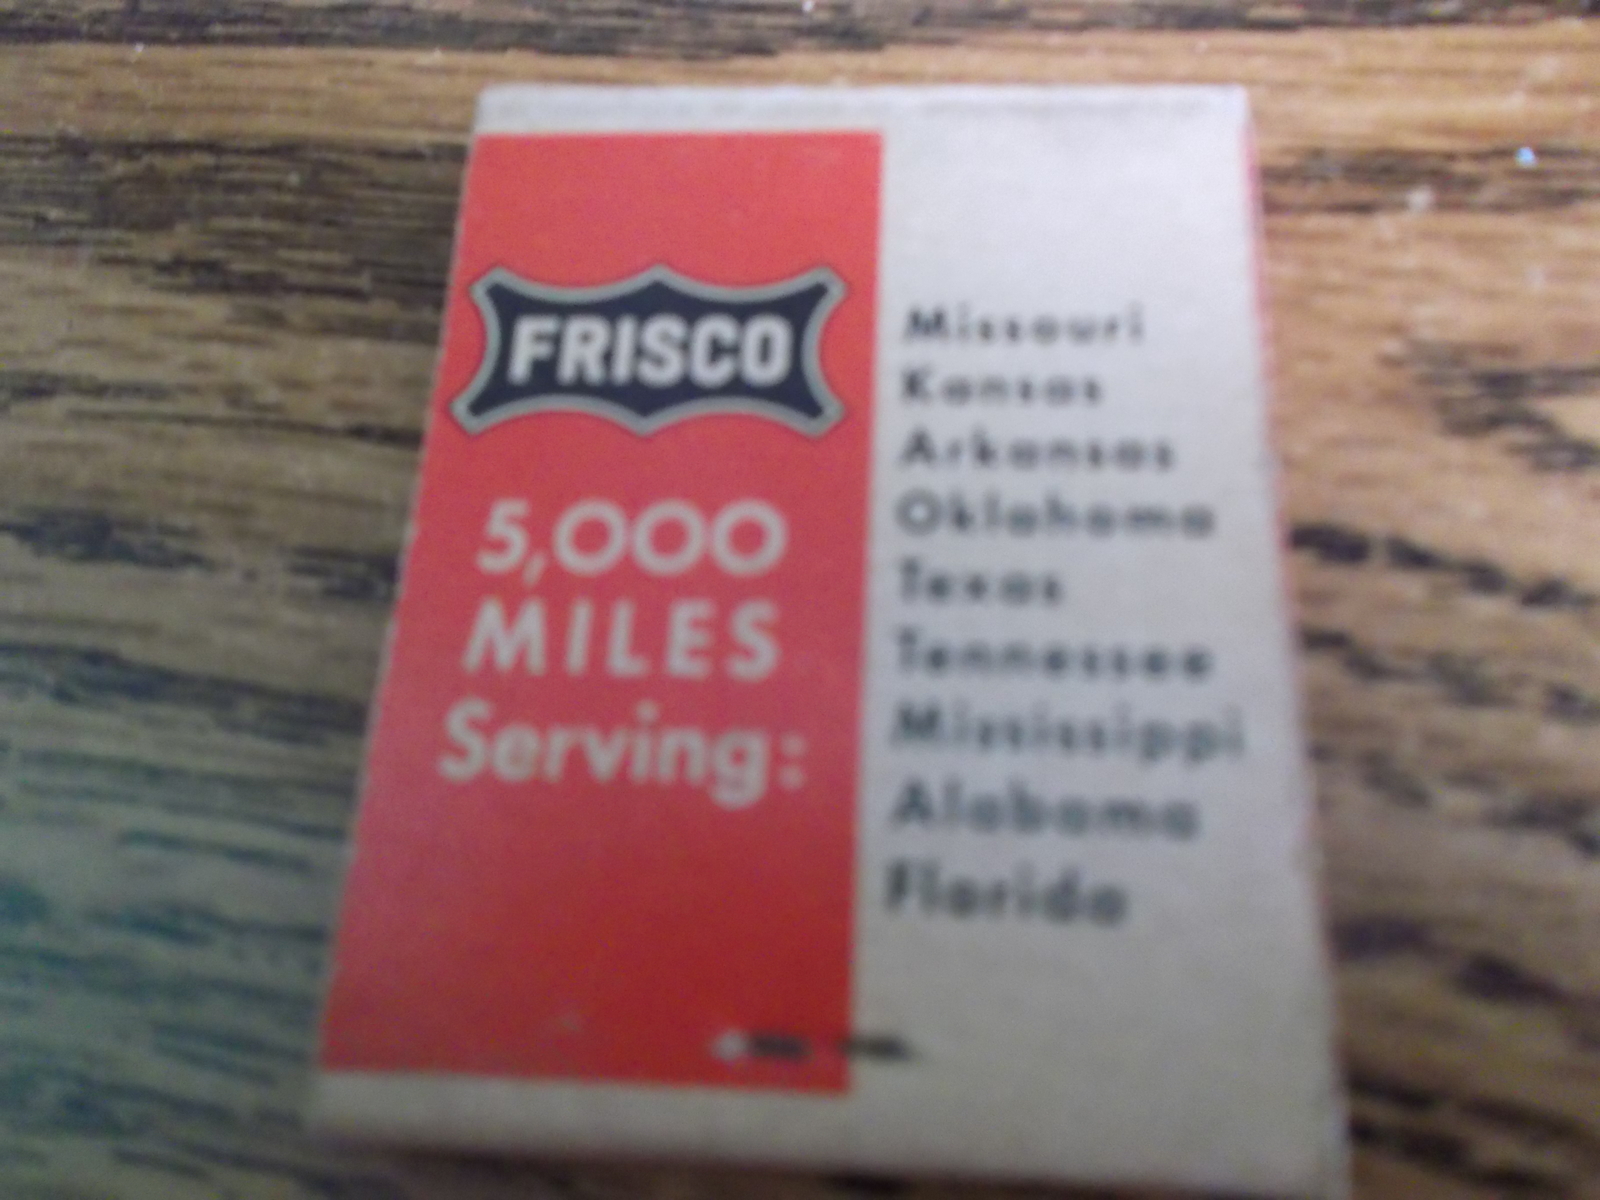 FRISCO
5,000
MILES
Serving:
Missouri
Kansas
Arkansas
Oklahoma
Texas
Tennessee
Mississippi
Alabama
Florida